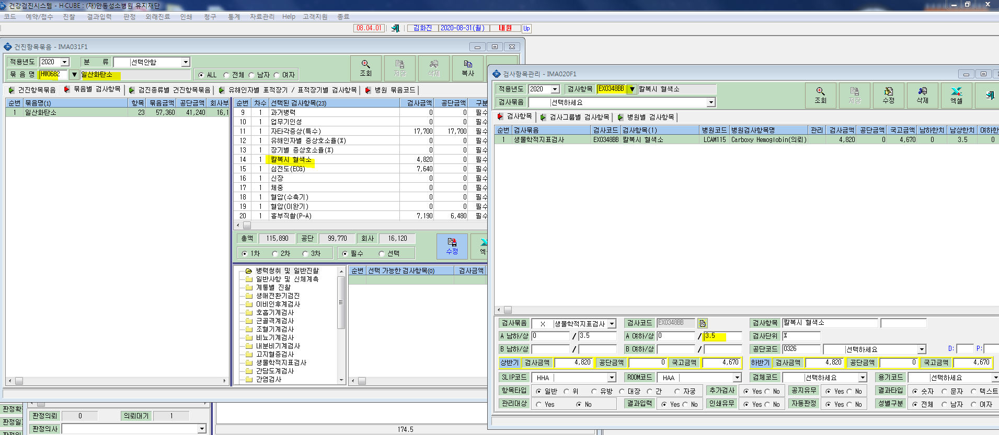 건강검진시스템 - H-CUBE : (재)안동성소병원 유지재단
코드 예약/접수 진찰 결과입력 판정 외래진료 인쇄 청구 통계 자료관리 Help 고객지원 종료
08.04.01 김화진 2020-08-31(월) 내원 Up
건진항목묶음 - IMA031F1
적용년도 2020 분 류 선택안함
묶 음 명 HW0682 일산화탄소 ALL 전체 남자 여자
조회 저장 삭제 복사
건진항목묶음 묶음별 검사항목 검진종류별 건진항목묶음 유해인자별 표적장기 / 표적장기별 검사항목 병원 묶음코드
순번 묶음명(1) 항목 묶음금액 공단금액 회사부
1 일산화탄소 23 57,360 41,240 16,1
순번 차수 선택된 검사항목(23) 검사금액 공단금액 구분
9 1 과거병력 0 0 필수
10 1 업무기인성 0 0 필수
11 1 자타각증상(특수) 17,700 17,700 필수
12 1 유해인자별 증상호소율(%) 0 0 필수
13 1 장기별 증상호소율(%) 0 0 필수
14 1 칼복시 혈색소 4,820 0 필수
15 1 심전도(ECG) 7,640 0 필수
16 1 신장 0 0 필수
17 1 체중 0 0 필수
18 1 혈압(수축기) 0 0 필수
19 1 혈압(이완기) 0 0 필수
20 1 흉부직촬(P-A) 7,190 6,480 필수
총액 115,890 공단 99,770 회사 16,120
1차 2차 3차 필수 선택
수정
병력청취 및 일반진찰
일반사항 및 신체계측
계통별 진찰
생애전환기검진
이비인후계검사
호흡기계검사
근골격계검사
조혈기계검사
비뇨기계검사
내분비기계검사
고지혈증검사
생물학적지표검사
간담도계검사
간염검사
순번 선택 가능한 검사항목(0) 검사금액
판정의뢰 0 의뢰대기 1
판정의사
174.5
검사항목관리 - IMA020F1
적용년도 2020 검사항목 EX0348BB 칼복시 혈색소
검사묶음 선택하세요
조회 저장 수정 삭제 엑셀
검사항목 검사그룹별 검사항목 병원별 검사항목
순번 검사묶음 검사코드 검사항목(1) 병원코드 병원검사항목명 관리 검사금액 공단금액 국고금액 남하한치 남상한치 여하한
1 생물학적지표검사 EX0348BB 칼복시 혈색소 LCAM115 Carboxy Hemoglobin(의뢰) 4,820 0 4,670 0 3.5 0
검사묶음 X 생물학적지표검사 검사코드 EX0348BB 검사항목 칼복시 혈색소
A 남하/상 0 / 3.5 A 여하/상 0 / 3.5 검사단위 %
B 남하/상 / B 여하/상 / 공단코드 0326 선택하세요 D: P:
상반기 검사금액 4,820 공단금액 0 국고금액 4,670 하반기 검사금액 4,820 공단금액 0 국고금액 4,670
SLIP코드 HHA ROOM코드 HAA 검체코드 선택하세요 용기코드 선택하세요
항목타입 일반 위 유방 대장 간 자궁 추가검사 Yes No 공지유무 Yes No 결과타입 숫자 문자 텍스트
관리대상 Yes No 결과입력 Yes No 인쇄유무 Yes No 자동판정 Yes No 성별구분 전체 남자 여자